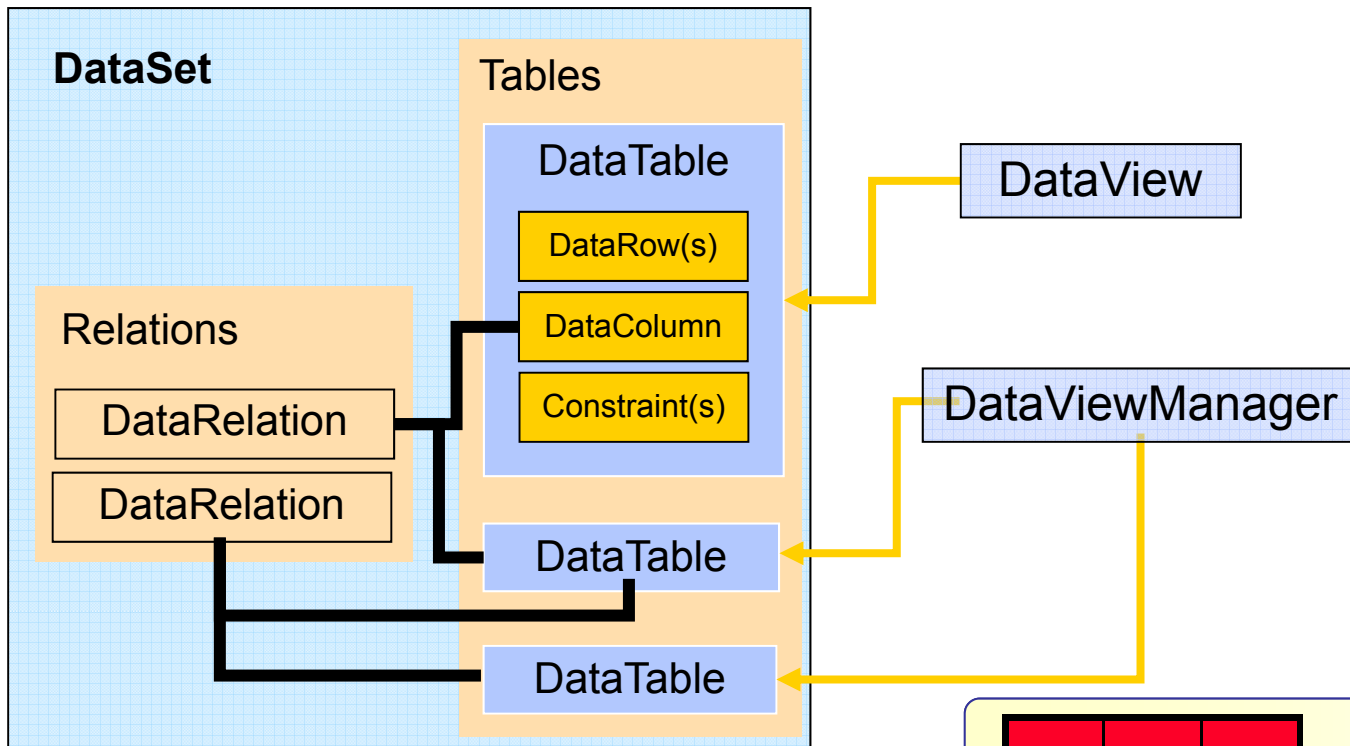 DataSet
Tables
DataTable
DataRow(s)
DataColumn
Constraint(s)
Relations
DataRelation
DataRelation
DataTable
DataTable
DataView
DataViewManager